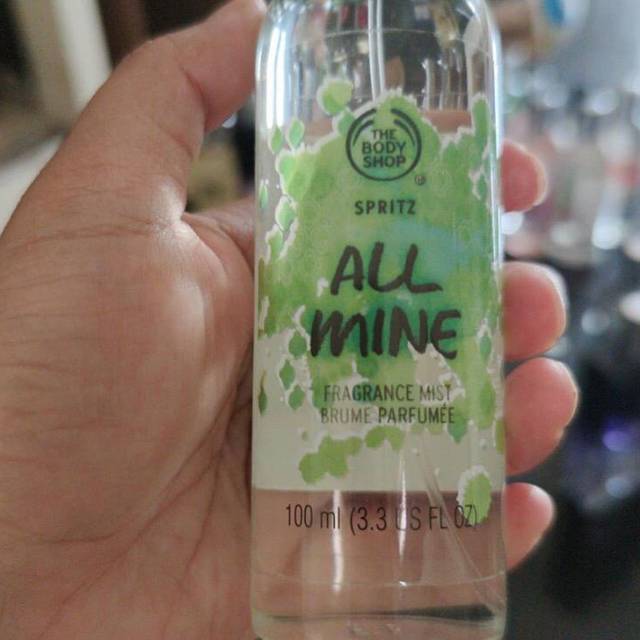 THE
BODY
SHOP
®
SPRITZ
ALL
MINE
FRAGRANCE MIST
BRUME PARFUMÉE
100 ml (3.3 US FL OZ)